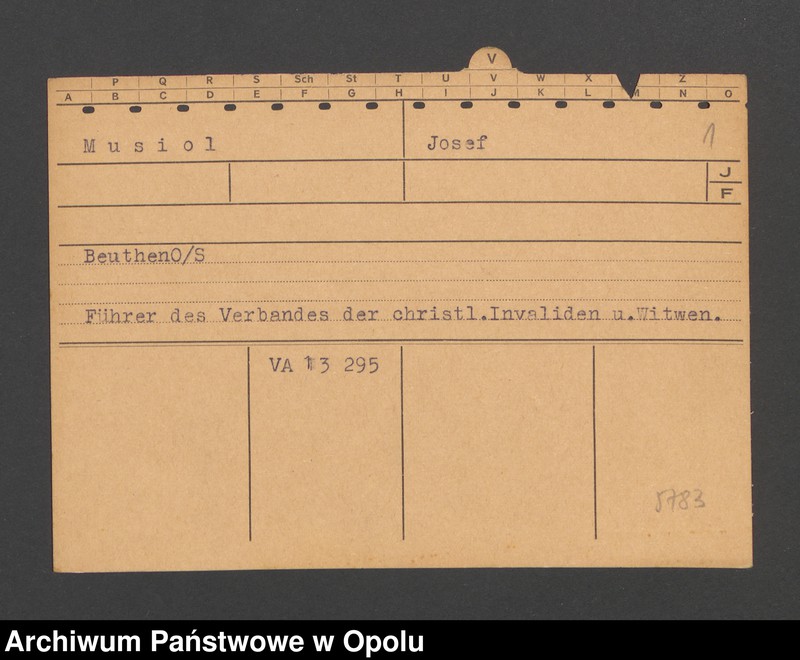 V
P Q R S Sch St T U V W X Z
A B C D E F G H I J K L M N O
Musiol Josef 1
J
F
BeuthenO/S
Führer des Verbandes der christl.Invaliden u.Witwen.
VA 13 295
5783
Archiwum Państwowe w Opolu